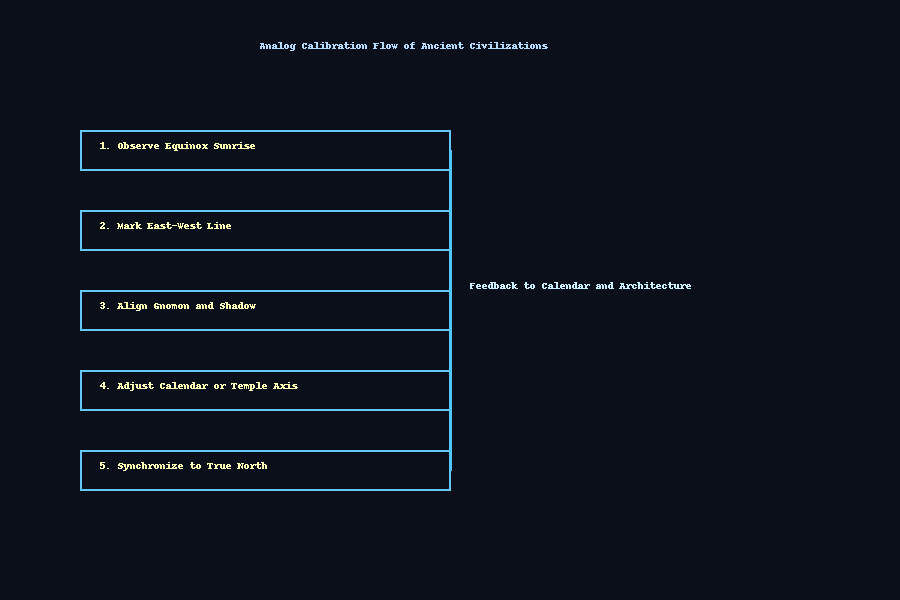 Analog Calibration Flow of Ancient Civilizations
1. Observe Equinox Sunrise
2. Mark East-West Line
Feedback to Calendar and Architecture
3. Align Gnomon and Shadow
4. Adjust Calendar or Temple Axis
5. Synchronize to True North